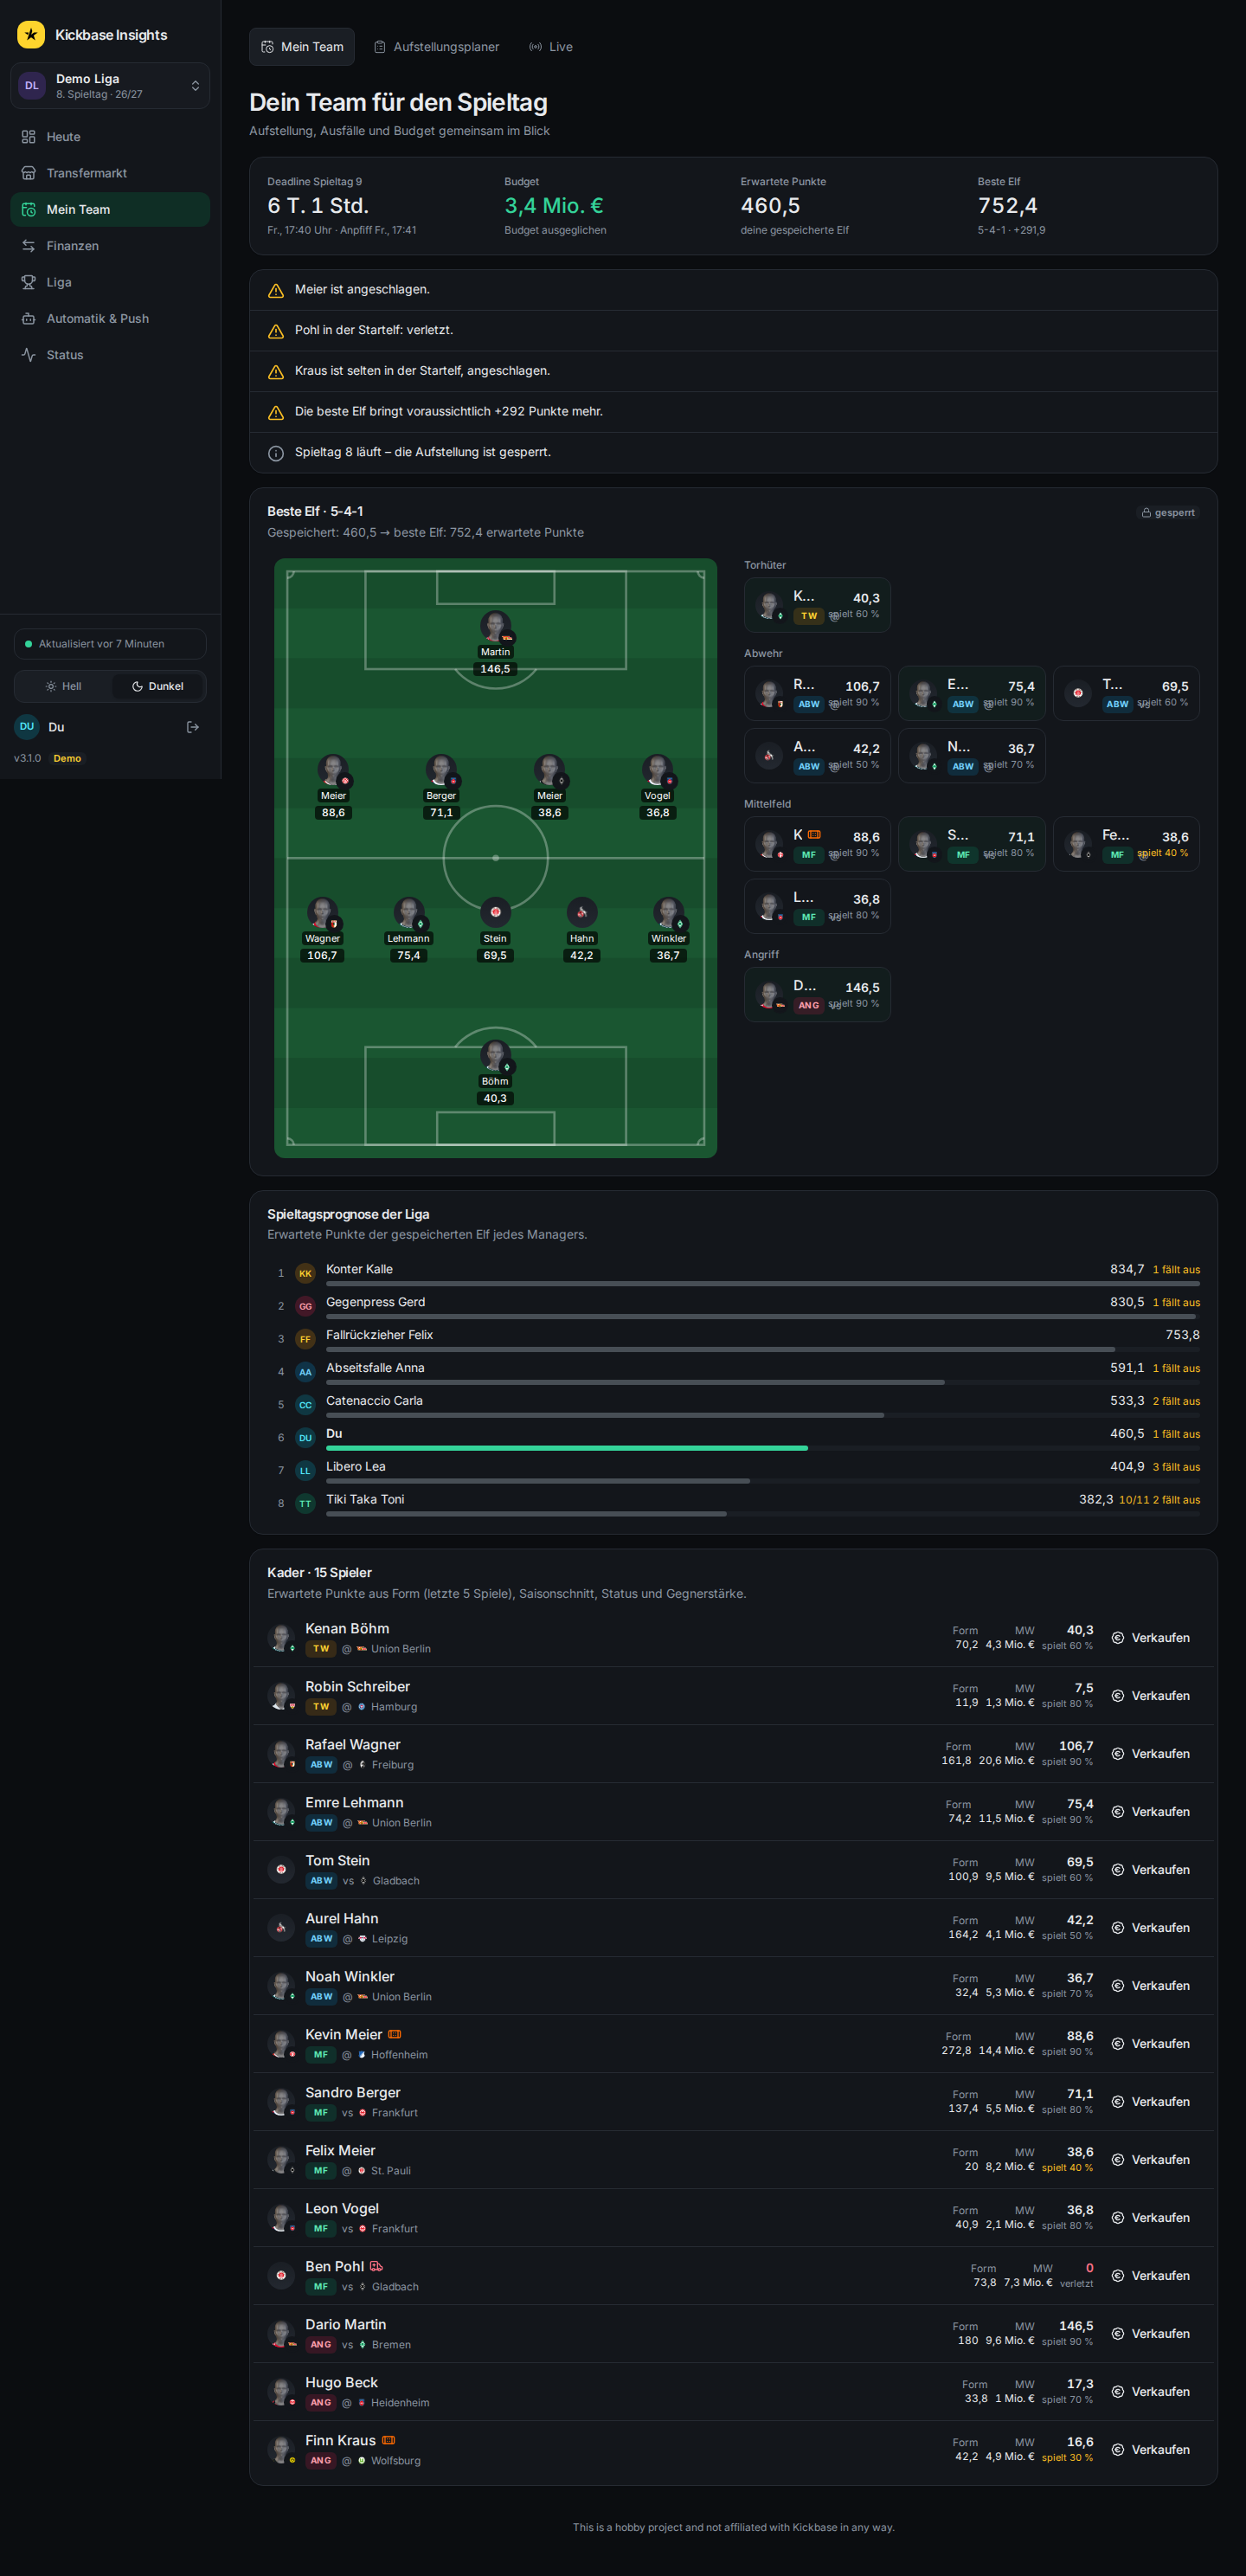 Kickbase Insights
DL
Demo Liga
8. Spieltag · 26/27
Heute
Transfermarkt
Mein Team
Finanzen
Liga
Automatik & Push
Status
Aktualisiert vor 7 Minuten
Hell
Dunkel
DU
Du
v3.1.0
Demo
Mein Team
Aufstellungsplaner
Live
Dein Team für den Spieltag
Aufstellung, Ausfälle und Budget gemeinsam im Blick
Deadline Spieltag 9
6 T. 1 Std.
Fr., 17:40 Uhr · Anpfiff Fr., 17:41
Budget
3,4 Mio. €
Budget ausgeglichen
Erwartete Punkte
460,5
deine gespeicherte Elf
Beste Elf
752,4
5-4-1 · +291,9
Meier ist angeschlagen.
Pohl in der Startelf: verletzt.
Kraus ist selten in der Startelf, angeschlagen.
Die beste Elf bringt voraussichtlich +292 Punkte mehr.
Spieltag 8 läuft – die Aufstellung ist gesperrt.
Beste Elf · 5-4-1
gesperrt
Gespeichert: 460,5 → beste Elf: 752,4 erwartete Punkte
Martin
146,5
Meier
88,6
Berger
71,1
Meier
38,6
Vogel
36,8
Wagner
106,7
Lehmann
75,4
Stein
69,5
Hahn
42,2
Winkler
36,7
Böhm
40,3
Torhüter
K... 40,3
TW spielt 60 %
Abwehr
R... 106,7
ABW spielt 90 %
E... 75,4
ABW spielt 90 %
T... 69,5
ABW vs spielt 60 %
A... 42,2
ABW spielt 50 %
N... 36,7
ABW spielt 70 %
Mittelfeld
K 88,6
MF spielt 90 %
S... 71,1
MF vs spielt 80 %
Fe... 38,6
MF spielt 40 %
L... 36,8
MF vs spielt 80 %
Angriff
D... 146,5
ANG vs spielt 90 %
Spieltagsprognose der Liga
Erwartete Punkte der gespeicherten Elf jedes Managers.
1 KK Konter Kalle 834,7 1 fällt aus
2 GG Gegenpress Gerd 830,5 1 fällt aus
3 FF Fallrückzieher Felix 753,8
4 AA Abseitsfalle Anna 591,1 1 fällt aus
5 CC Catenaccio Carla 533,3 2 fällt aus
6 DU Du 460,5 1 fällt aus
7 LL Libero Lea 404,9 3 fällt aus
8 TT Tiki Taka Toni 382,3 10/11 2 fällt aus
Kader · 15 Spieler
Erwartete Punkte aus Form (letzte 5 Spiele), Saisonschnitt, Status und Gegnerstärke.
Kenan Böhm Form MW 40,3 Verkaufen
TW @ Union Berlin 70,2 4,3 Mio. € spielt 60 %
Robin Schreiber Form MW 7,5 Verkaufen
TW @ Hamburg 11,9 1,3 Mio. € spielt 80 %
Rafael Wagner Form MW 106,7 Verkaufen
ABW @ Freiburg 161,8 20,6 Mio. € spielt 90 %
Emre Lehmann Form MW 75,4 Verkaufen
ABW @ Union Berlin 74,2 11,5 Mio. € spielt 90 %
Tom Stein Form MW 69,5 Verkaufen
ABW vs Gladbach 100,9 9,5 Mio. € spielt 60 %
Aurel Hahn Form MW 42,2 Verkaufen
ABW @ Leipzig 164,2 4,1 Mio. € spielt 50 %
Noah Winkler Form MW 36,7 Verkaufen
ABW @ Union Berlin 32,4 5,3 Mio. € spielt 70 %
Kevin Meier Form MW 88,6 Verkaufen
MF @ Hoffenheim 272,8 14,4 Mio. € spielt 90 %
Sandro Berger Form MW 71,1 Verkaufen
MF vs Frankfurt 137,4 5,5 Mio. € spielt 80 %
Felix Meier Form MW 38,6 Verkaufen
MF @ St. Pauli 20 8,2 Mio. € spielt 40 %
Leon Vogel Form MW 36,8 Verkaufen
MF vs Frankfurt 40,9 2,1 Mio. € spielt 80 %
Ben Pohl Form MW 0 Verkaufen
MF vs Gladbach 73,8 7,3 Mio. € verletzt
Dario Martin Form MW 146,5 Verkaufen
ANG vs Bremen 180 9,6 Mio. € spielt 90 %
Hugo Beck Form MW 17,3 Verkaufen
ANG @ Heidenheim 33,8 1 Mio. € spielt 70 %
Finn Kraus Form MW 16,6 Verkaufen
ANG @ Wolfsburg 42,2 4,9 Mio. € spielt 30 %
This is a hobby project and not affiliated with Kickbase in any way.